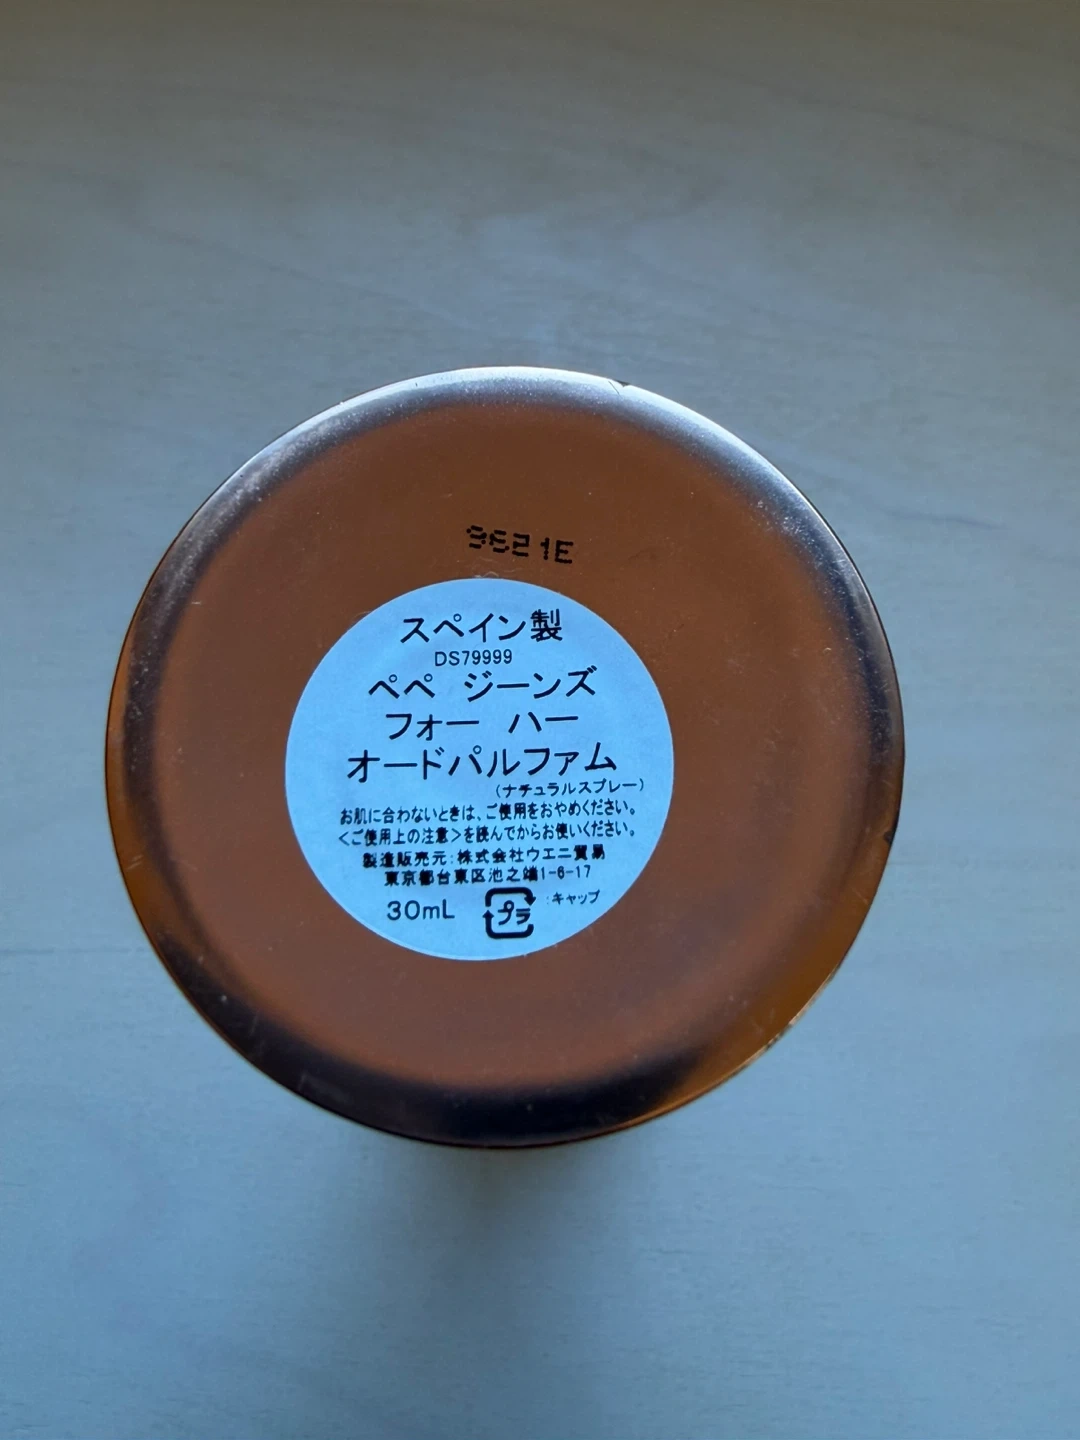 9621E
スペイン製
DS79999
ペペ ジーンズ
フォー ハー
オードパルファム
(ナチュラルスプレー)
お肌に合わないときは、ご使用をおやめください。
<ご使用上の注意>を読んでからお使いください。
製造販売元:株式会社ウエニ貿易
東京都台東区池之端1-6-17
30mL プラ :キャップ